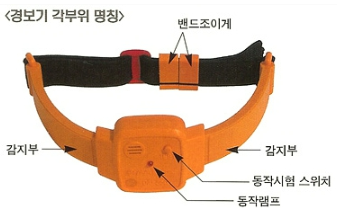 <경보기 각부위 명칭>
밴드조이게
감지부
감지부
동작시험 스위치
동작램프